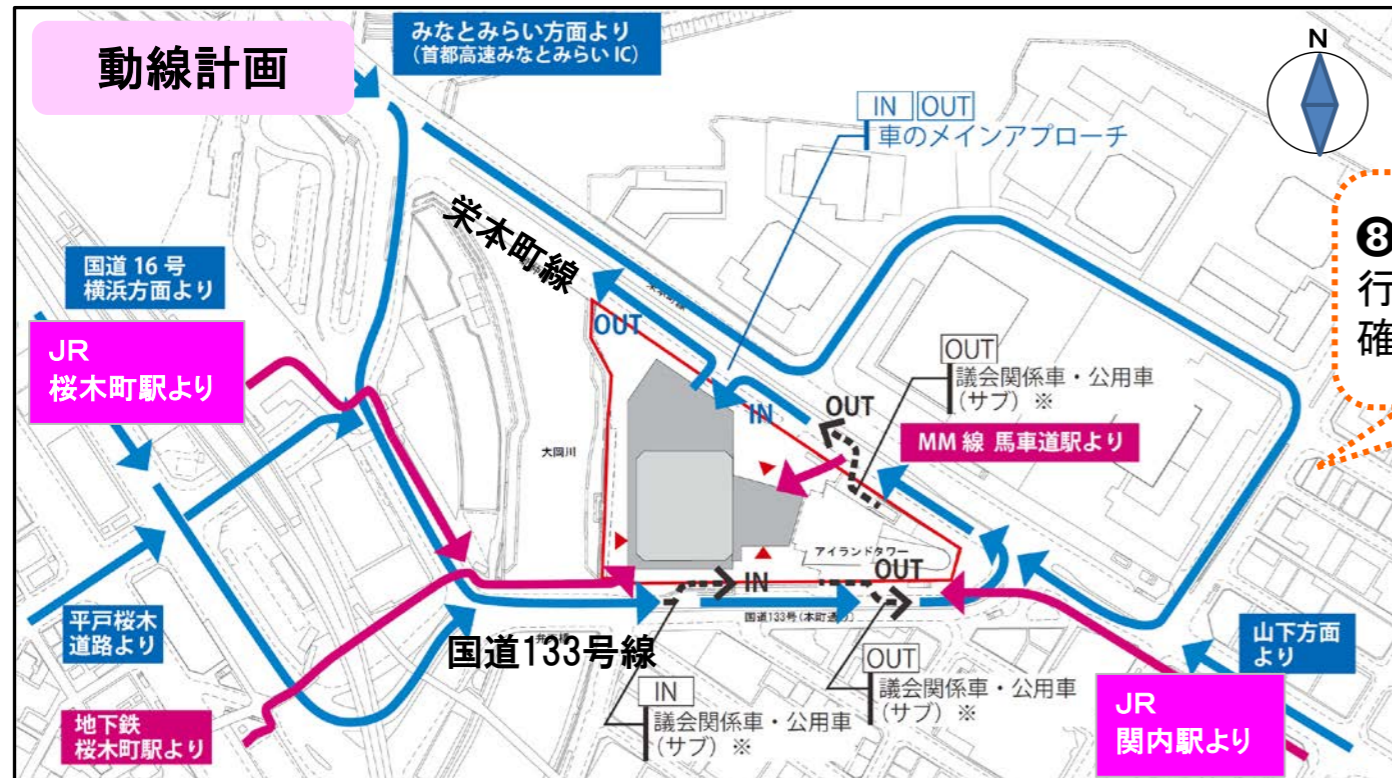 動線計画
みなとみらい方面より
(首都高速みなとみらい IC)
N
IN OUT
車のメインアプローチ
❽
行
確
栄本町線
栄本町線
国道 16 号
横浜方面より
JR
桜木町駅より
OUT
IN
OUT
OUT
議会関係車・公用車
(サブ) ※
MM 線 馬車道駅より
大岡川
アイランドタワー
IN
OUT
国道133号(本町通り)
平戸桜木
道路より
国道133号線
地下鉄
桜木町駅より
IN
議会関係車・公用車
(サブ) ※
OUT
議会関係車・公用車
(サブ) ※
山下方面
より
JR
関内駅より